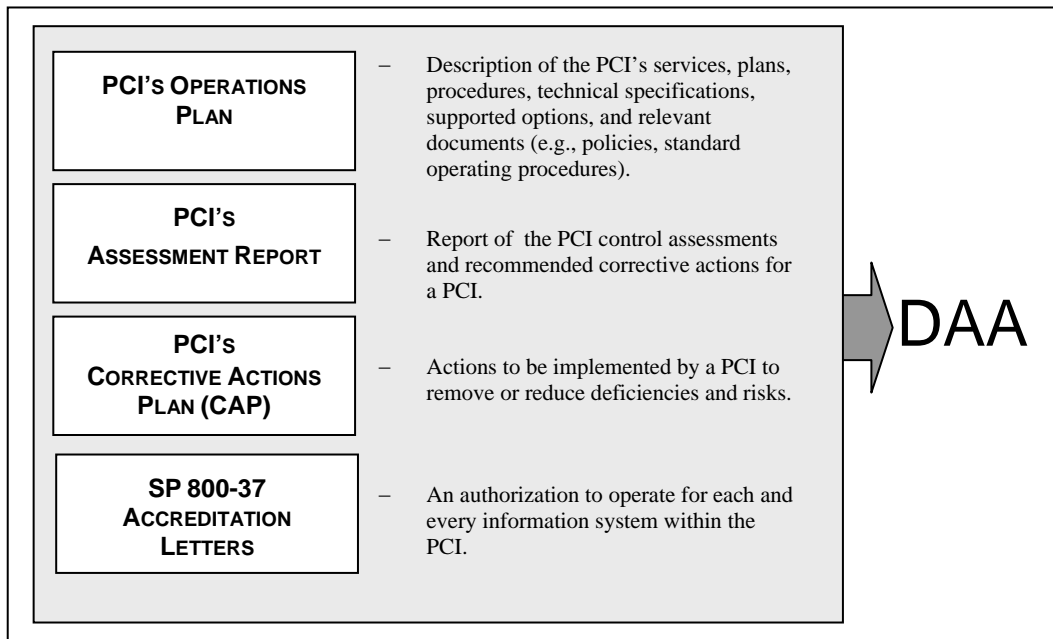 PCI’S OPERATIONS
PLAN
– Description of the PCI’s services, plans,
procedures, technical specifications,
supported options, and relevant
documents (e.g., policies, standard
operating procedures).
PCI’S
ASSESSMENT REPORT
– Report of the PCI control assessments
and recommended corrective actions for
a PCI.
PCI’S
CORRECTIVE ACTIONS
PLAN (CAP)
– Actions to be implemented by a PCI to
remove or reduce deficiencies and risks.
SP 800-37
ACCREDITATION
LETTERS
– An authorization to operate for each and
every information system within the
PCI.
DAA